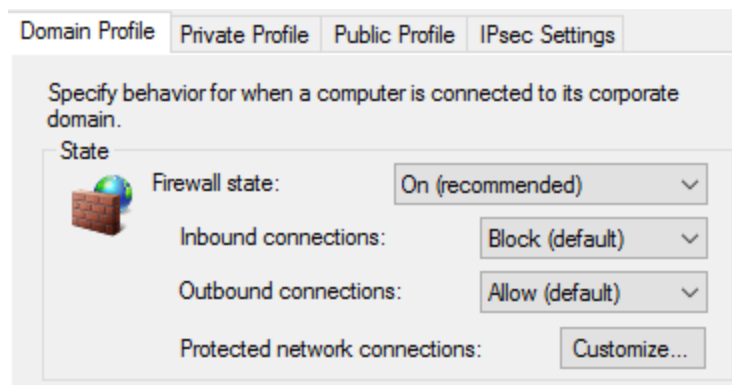 Domain Profile Private Profile Public Profile IPsec Settings
Specify behavior for when a computer is connected to its corporate
domain.
State
Firewall state: On (recommended)
Inbound connections: Block (default)
Outbound connections: Allow (default)
Protected network connections: Customize...